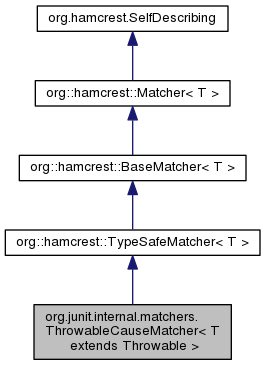 org.hamcrest.SelfDescribing
org::hamcrest::Matcher< T >
org::hamcrest::BaseMatcher< T >
org::hamcrest::TypeSafeMatcher< T >
org.junit.internal.matchers.
ThrowableCauseMatcher< T
extends Throwable >